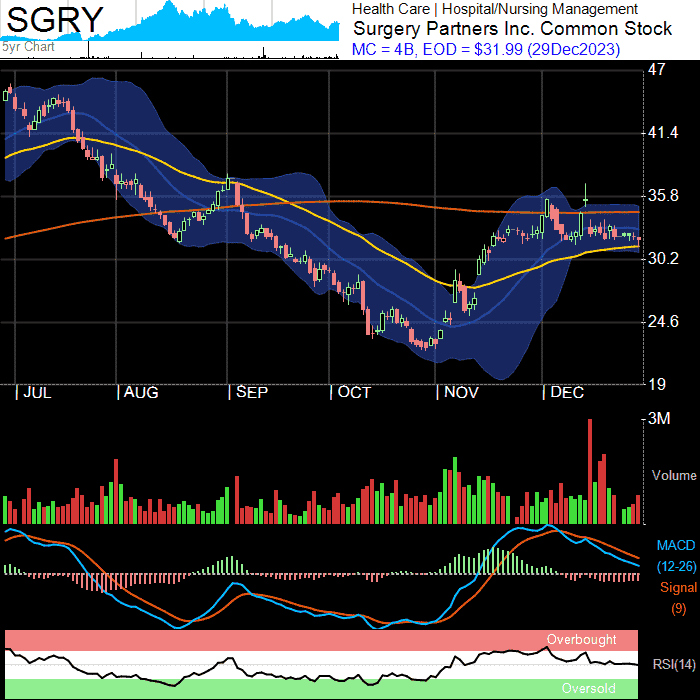 SGRY
5yr Chart
Health Care | Hospital/Nursing Management
Surgery Partners Inc. Common Stock
MC = 4B, EOD = $31.99 (29Dec2023)
47
41.4
35.8
30.2
24.6
19
JUL AUG SEP OCT NOV DEC
3M
Volume
MACD
(12-26)
Signal
(9)
Overbought
RSI(14)
Oversold